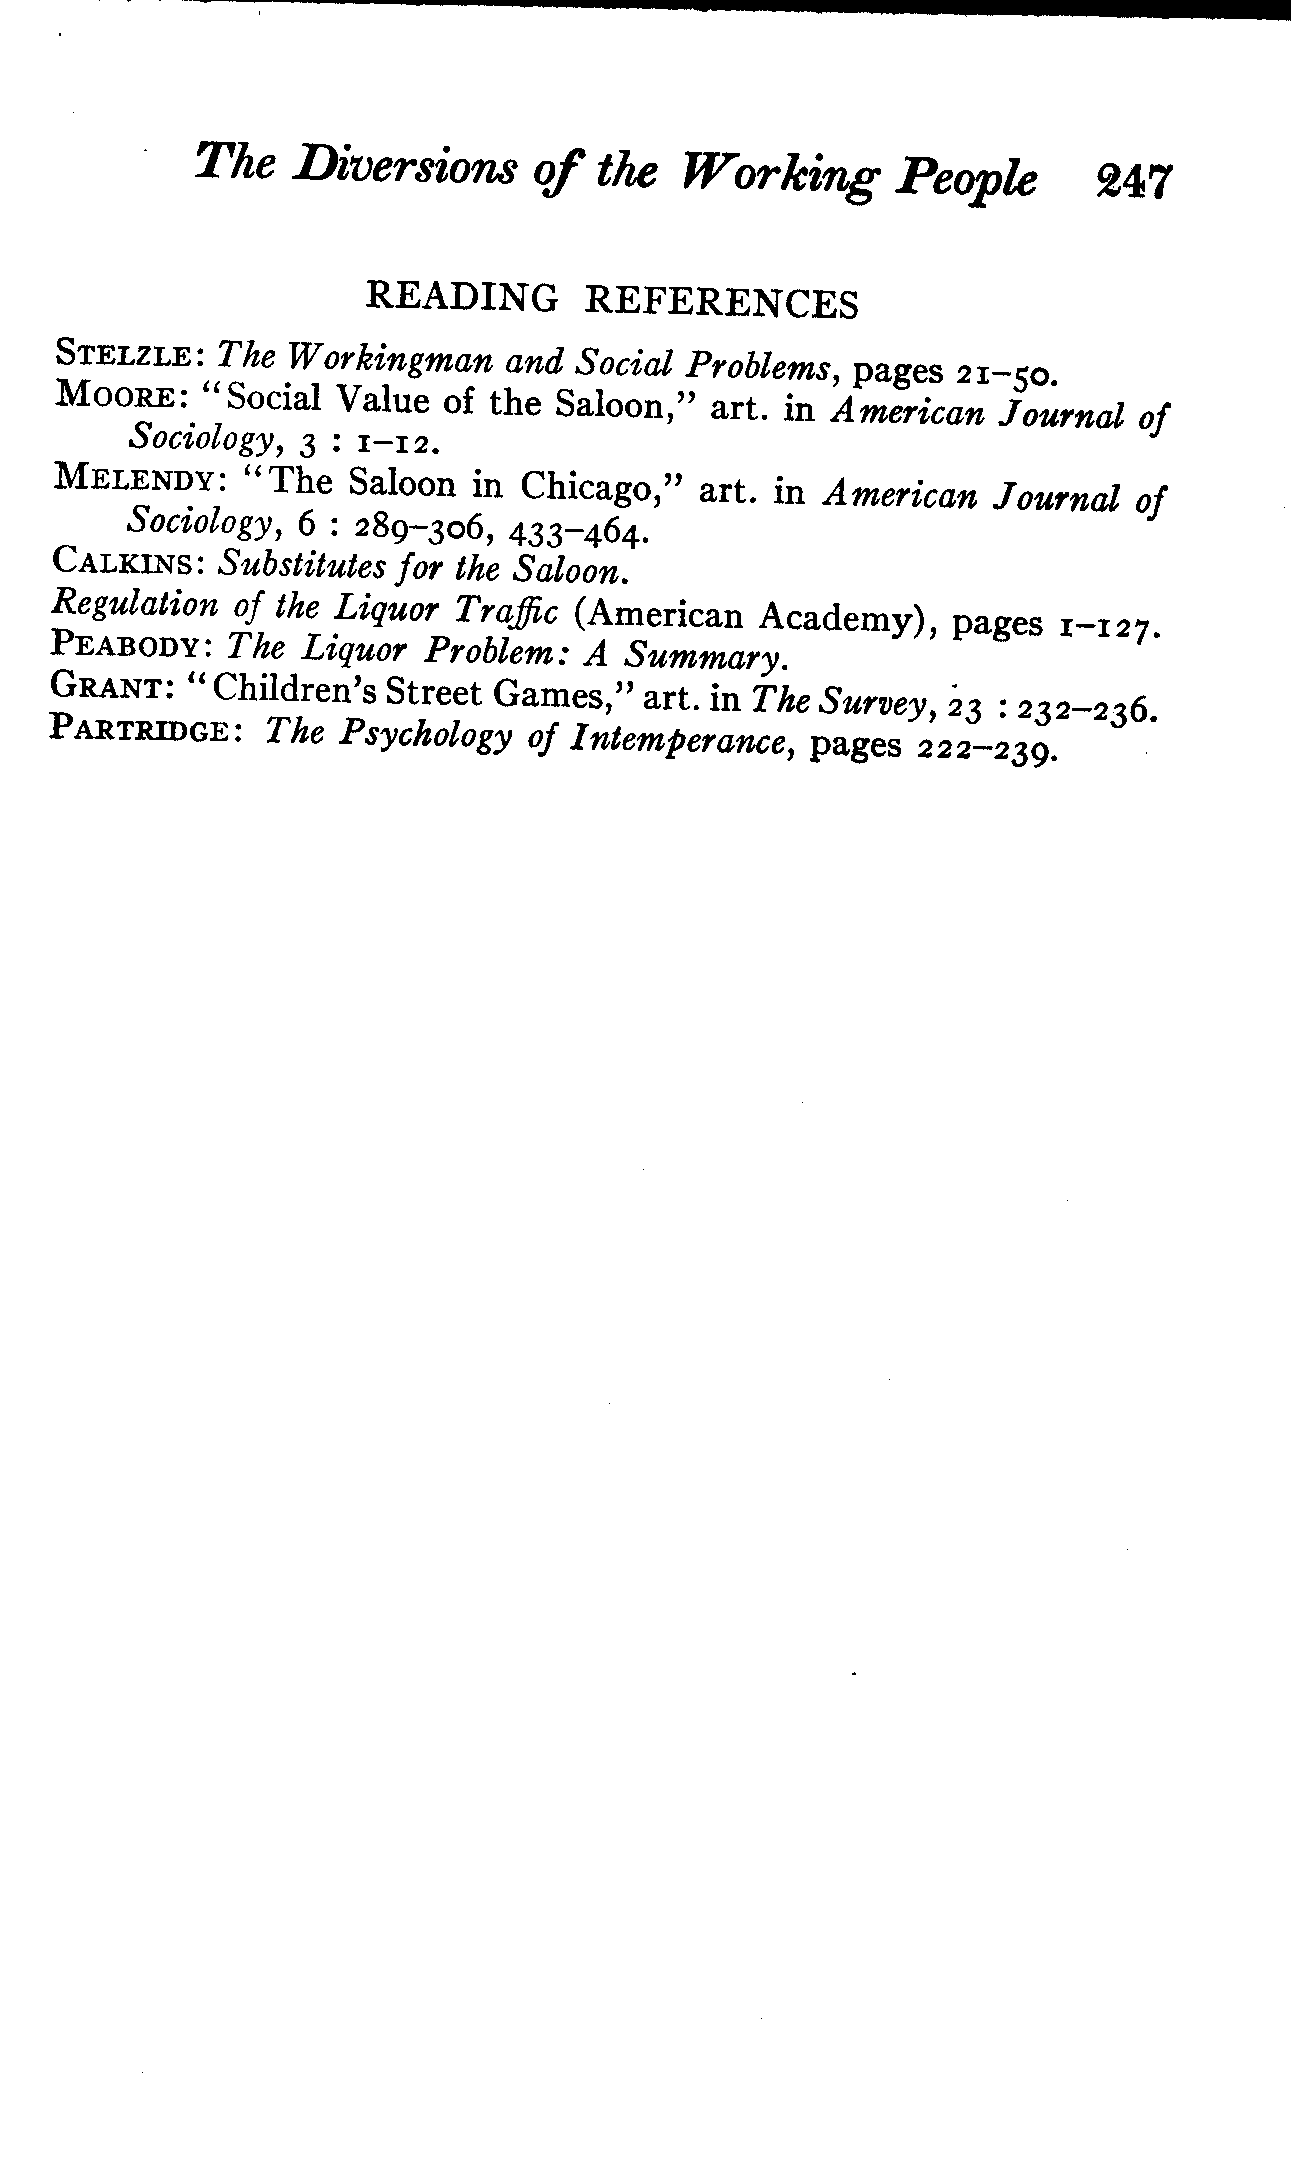 The Diversions of the Working People 247
READING REFERENCES
STELZLE: The Workingman and Social Problems, pages 21–50.
MOORE: “Social Value of the Saloon,” art. in American Journal of
Sociology, 3 : 1–12.
MELENDY: “The Saloon in Chicago,” art. in American Journal of
Sociology, 6 : 289–306, 433–464.
CALKINS: Substitutes for the Saloon.
Regulation of the Liquor Traffic (American Academy), pages 1–127.
PEABODY: The Liquor Problem: A Summary.
GRANT: “Children's Street Games,” art. in The Survey, 23 : 232–236.
PARTRIDGE: The Psychology of Intemperance, pages 222–239.